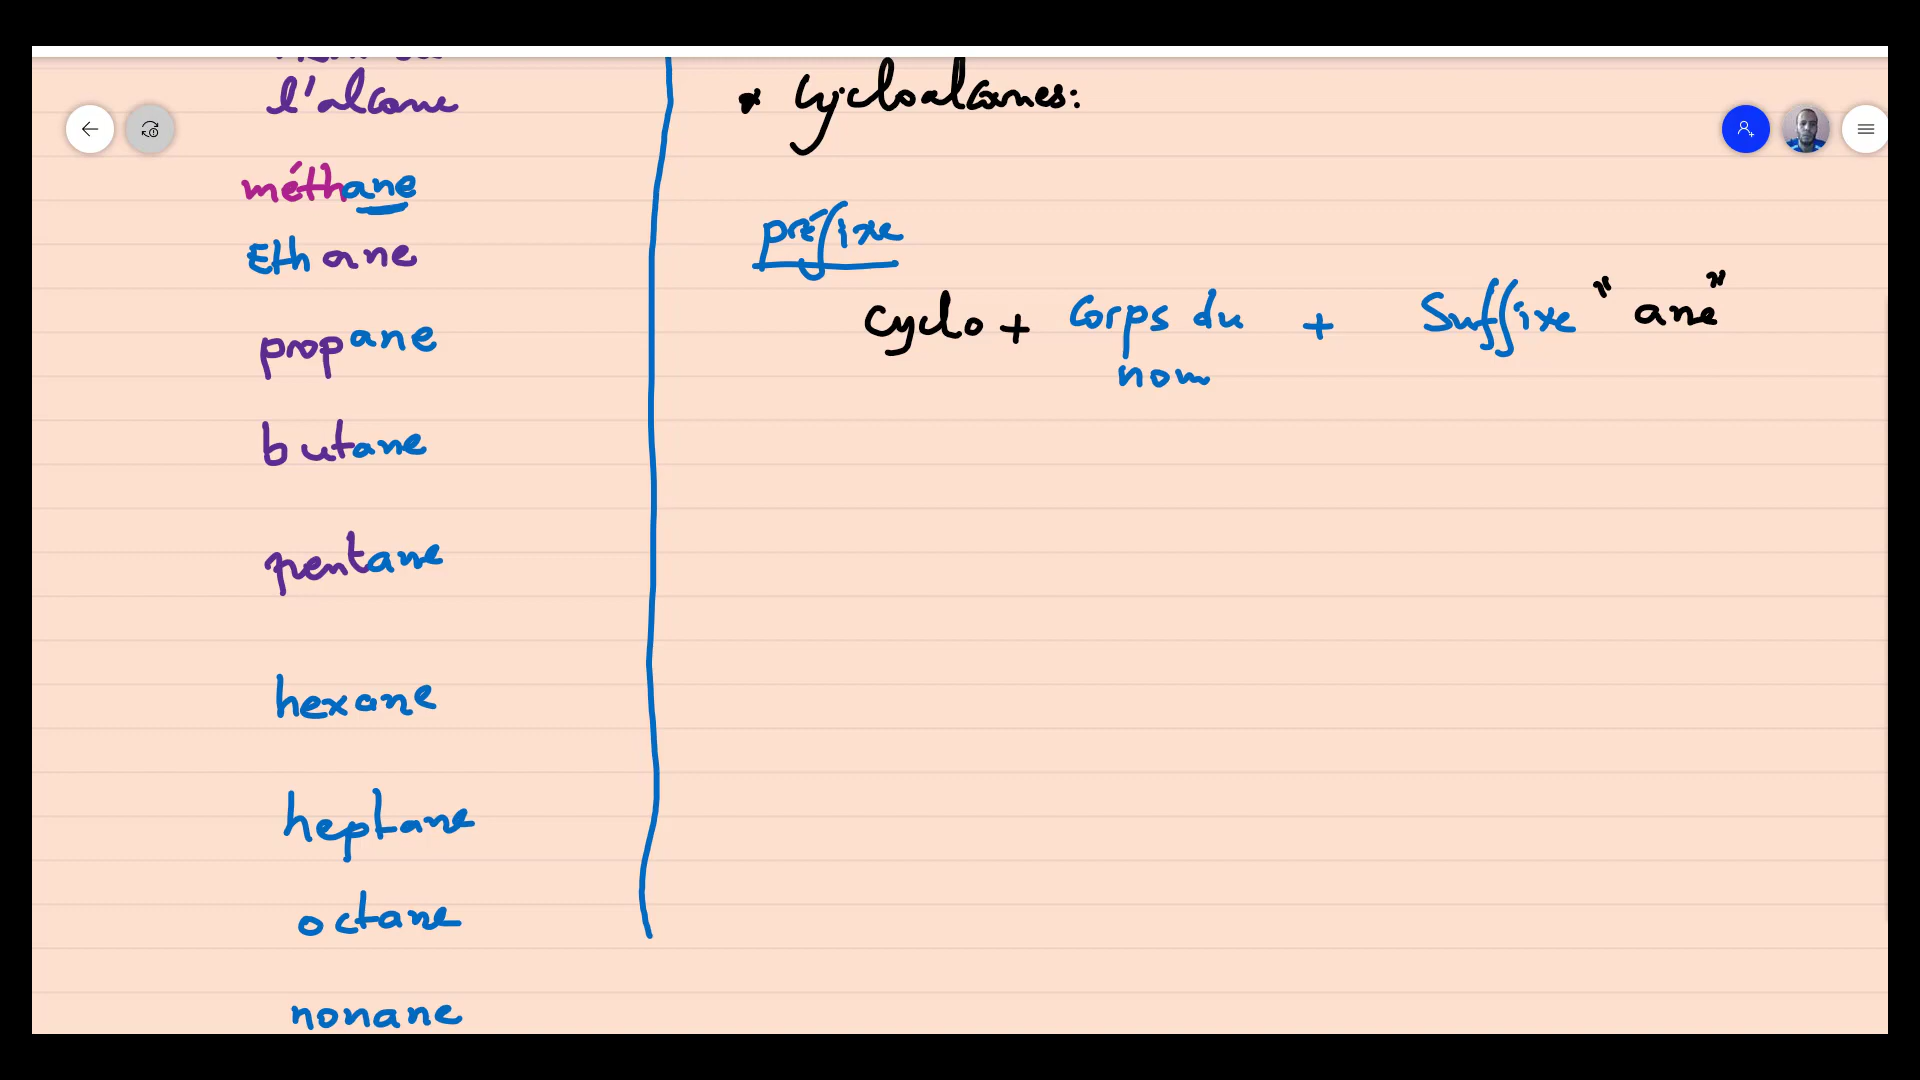 l'alcane
méthane
Ethane
propane
butane
pentane
hexane
heptane
octane
nonane
* Cycloalcanes:
préfixe
Cyclo + Corps du + Suffixe " ane "
nom